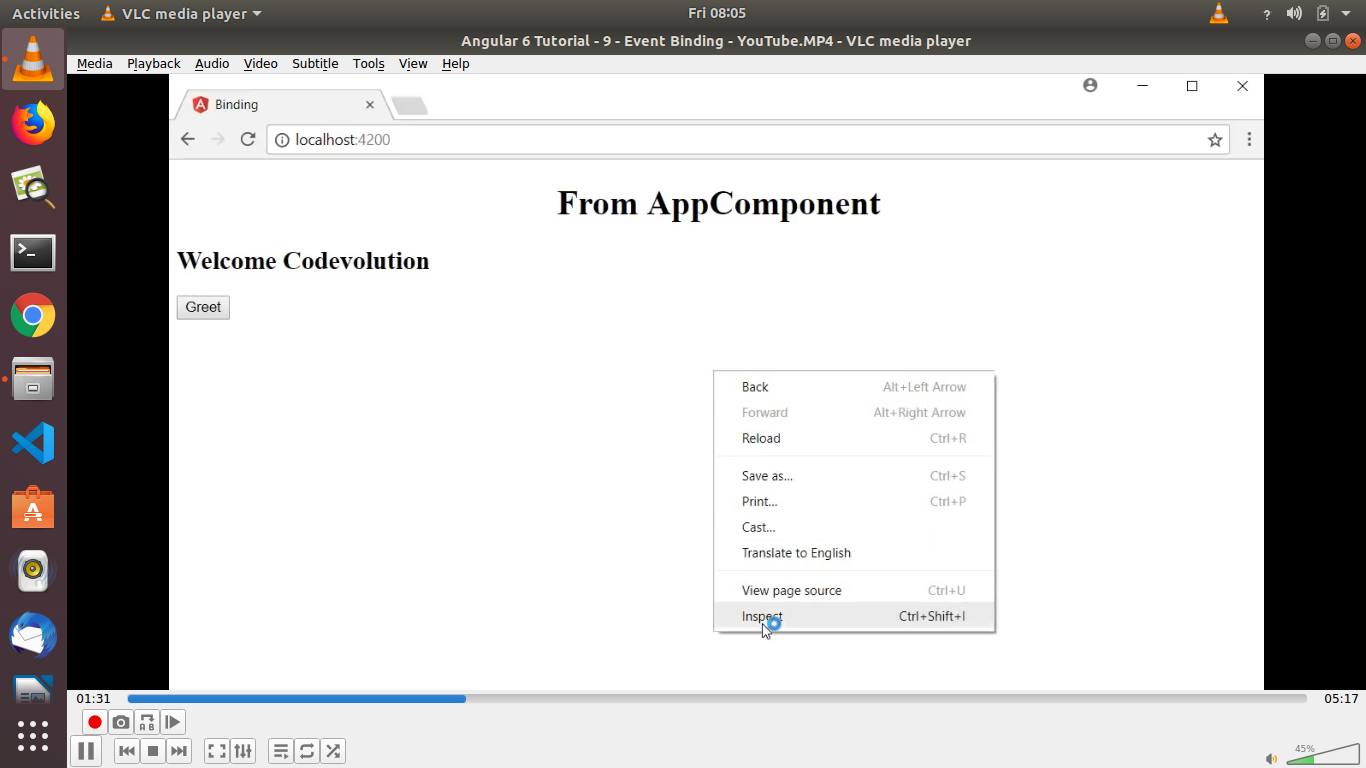 Activities VLC media player Fri 08:05 ?
Angular 6 Tutorial - 9 - Event Binding - YouTube.MP4 - VLC media player
Media Playback Audio Video Subtitle Tools View Help
Binding
localhost:4200
From AppComponent
Welcome Codevolution
Greet
Back Alt+Left Arrow
Forward Alt+Right Arrow
Reload Ctrl+R
Save as... Ctrl+S
Print... Ctrl+P
Cast...
Translate to English
View page source Ctrl+U
Inspect Ctrl+Shift+I
01:31 05:17
A B
45%